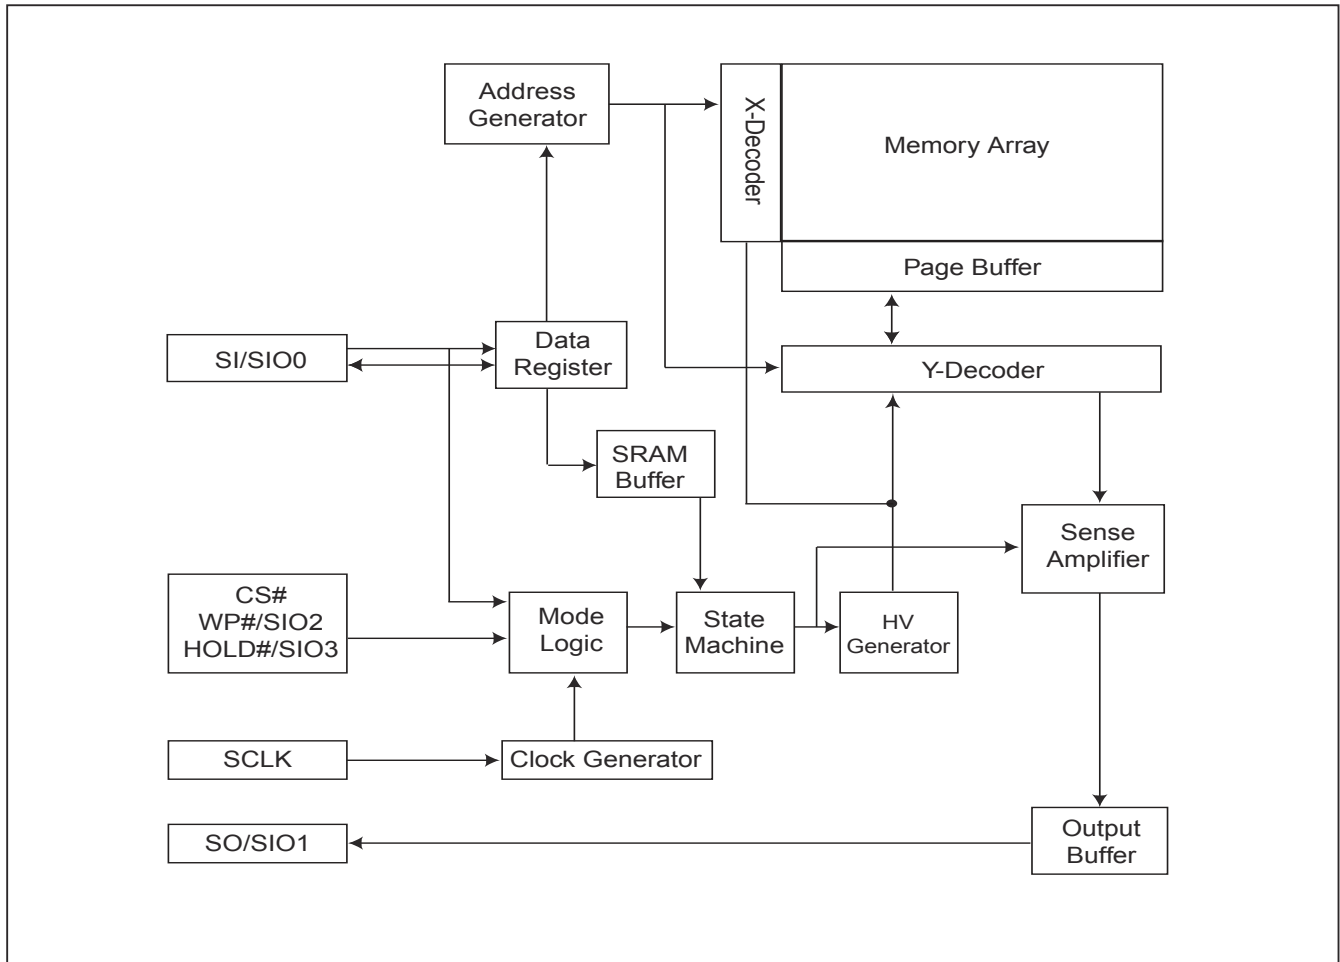 Address
Generator
X-Decoder
Memory Array
Page Buffer
SI/SIO0
Data
Register
Y-Decoder
SRAM
Buffer
Sense
Amplifier
CS#
WP#/SIO2
HOLD#/SIO3
Mode
Logic
State
Machine
HV
Generator
SCLK
Clock Generator
SO/SIO1
Output
Buffer